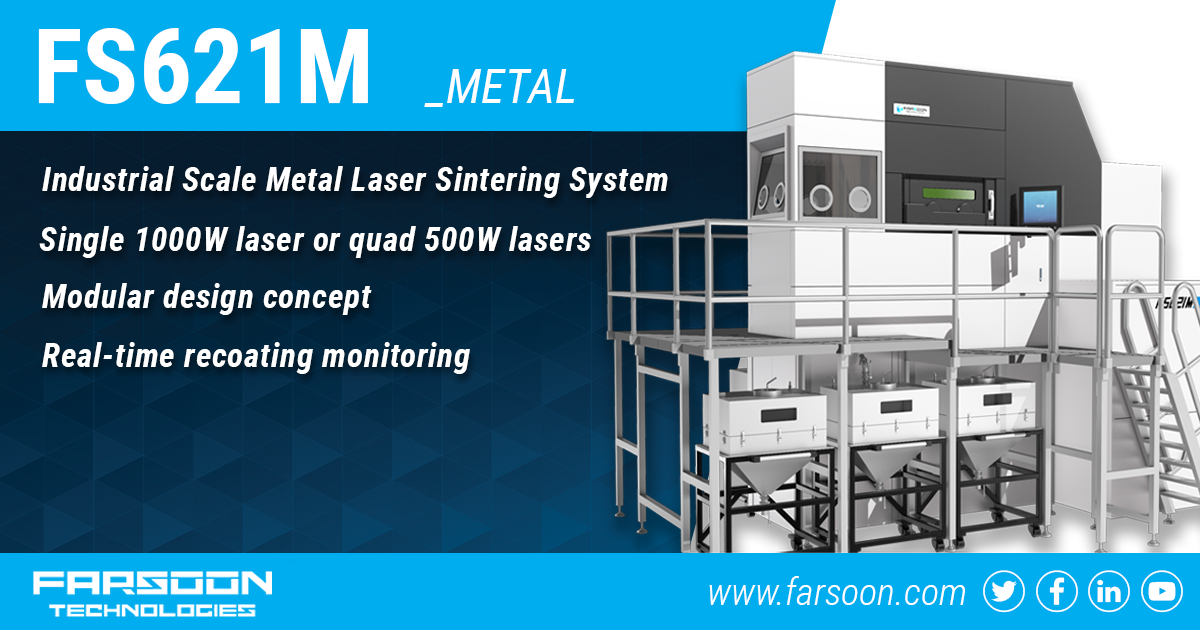 FS621M
_METAL
Industrial Scale Metal Laser Sintering System
Single 1000W laser or quad 500W lasers
Modular design concept
Real-time recoating monitoring
FARSOON
FARSOON
TECHNOLOGIES
www.farsoon.com